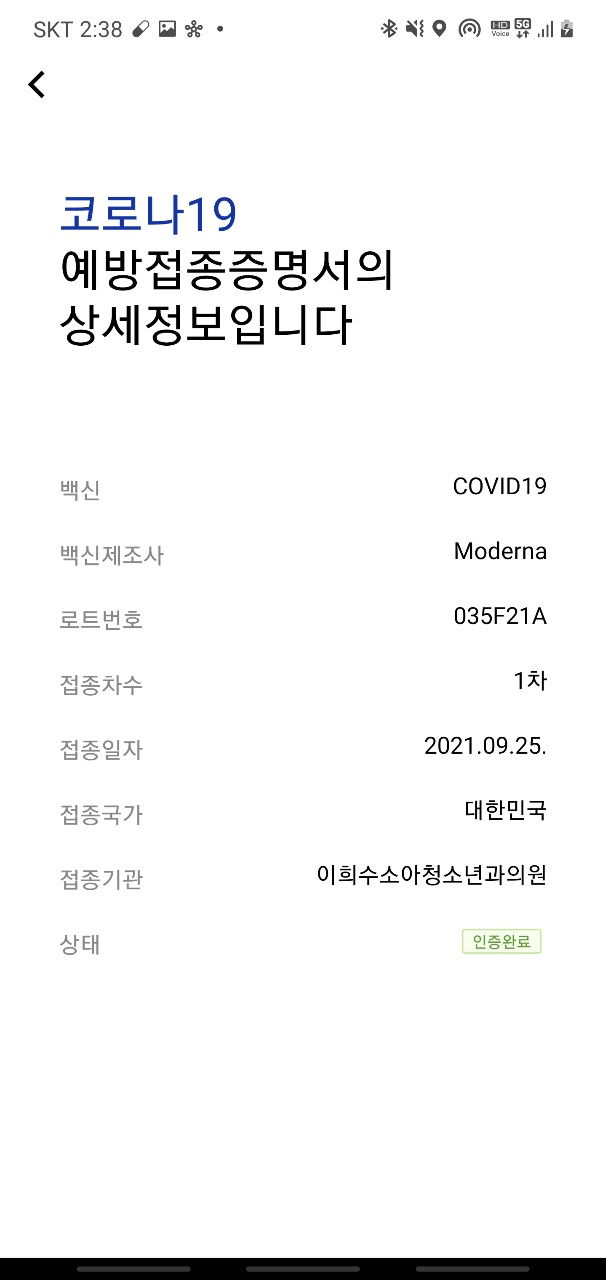 SKT 2:38
HD Voice 5G
코로나19
예방접종증명서의
상세정보입니다
백신 COVID19
백신제조사 Moderna
로트번호 035F21A
접종차수 1차
접종일자 2021.09.25.
접종국가 대한민국
접종기관 이희수소아청소년과의원
상태 인증완료